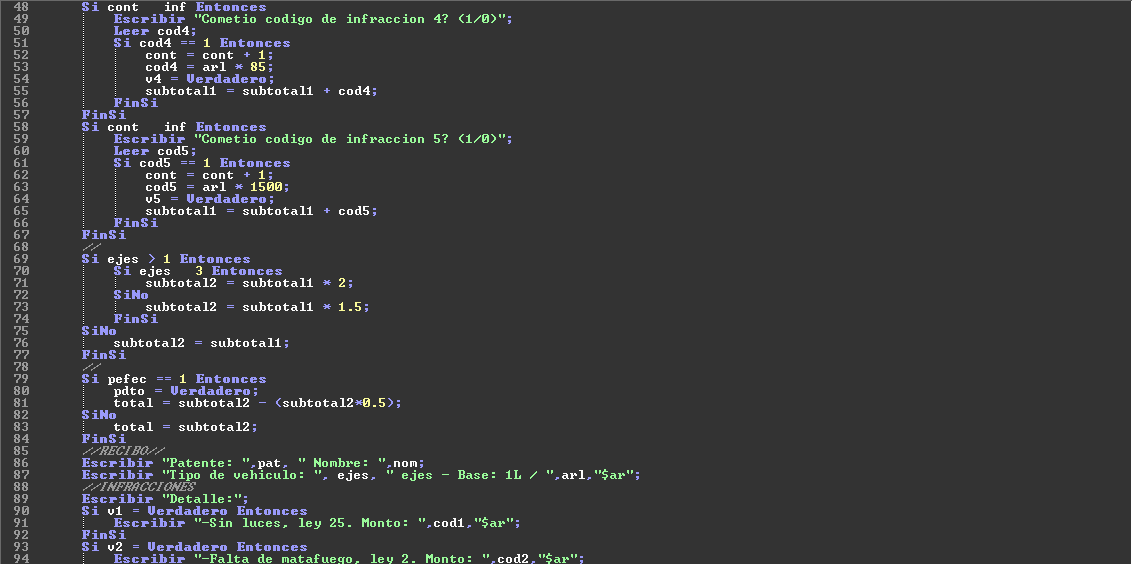 48 Si cont inf Entonces
49 Escribir "Cometio codigo de infraccion 4? (1/0)";
50 Leer cod4;
51 Si cod4 == 1 Entonces
52 cont = cont + 1;
53 cod4 = arl * 85;
54 v4 = Verdadero;
55 subtotal1 = subtotal1 + cod4;
56 FinSi
57 FinSi
58 Si cont inf Entonces
59 Escribir "Cometio codigo de infraccion 5? (1/0)";
60 Leer cod5;
61 Si cod5 == 1 Entonces
62 cont = cont + 1;
63 cod5 = arl * 1500;
64 v5 = Verdadero;
65 subtotal1 = subtotal1 + cod5;
66 FinSi
67 FinSi
68 //
69 Si ejes > 1 Entonces
70 Si ejes 3 Entonces
71 subtotal2 = subtotal1 * 2;
72 SiNo
73 subtotal2 = subtotal1 * 1.5;
74 FinSi
75 SiNo
76 subtotal2 = subtotal1;
77 FinSi
78 //
79 Si pefec == 1 Entonces
80 pdto = Verdadero;
81 total = subtotal2 - (subtotal2*0.5);
82 SiNo
83 total = subtotal2;
84 FinSi
85 //RECIBO//
86 Escribir "Patente: ",pat, " Nombre: ",nom;
87 Escribir "Tipo de vehiculo: ", ejes, " ejes - Base: 1L / ",arl,"$ar";
88 //INFRACCIONES
89 Escribir "Detalle:";
90 Si v1 = Verdadero Entonces
91 Escribir "-Sin luces, ley 25. Monto: ",cod1,"$ar";
92 FinSi
93 Si v2 = Verdadero Entonces
94 Escribir "-Falta de matafuego, ley 2. Monto: ",cod2,"$ar";